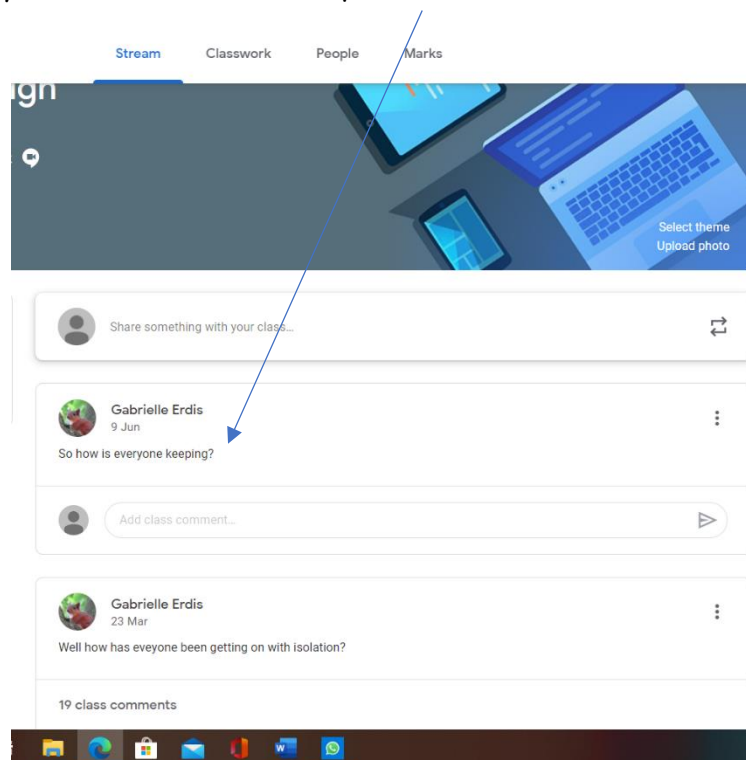 Stream Classwork People Marks
ign
Select theme
Upload photo
Share something with your class...
Gabrielle Erdis
9 Jun
So how is everyone keeping?
Add class comment...
Gabrielle Erdis
23 Mar
Well how has eveyone been getting on with isolation?
19 class comments